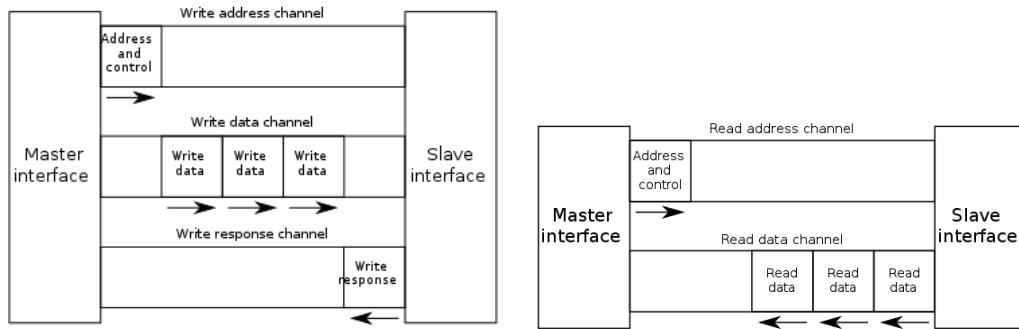 Write address channel
Address
and
control
Master
interface
Slave
interface
Write data channel
Write
data
Write
data
Write
data
Write response channel
Write
response
Read address channel
Address
and
control
Master
interface
Slave
interface
Read data channel
Read
data
Read
data
Read
data